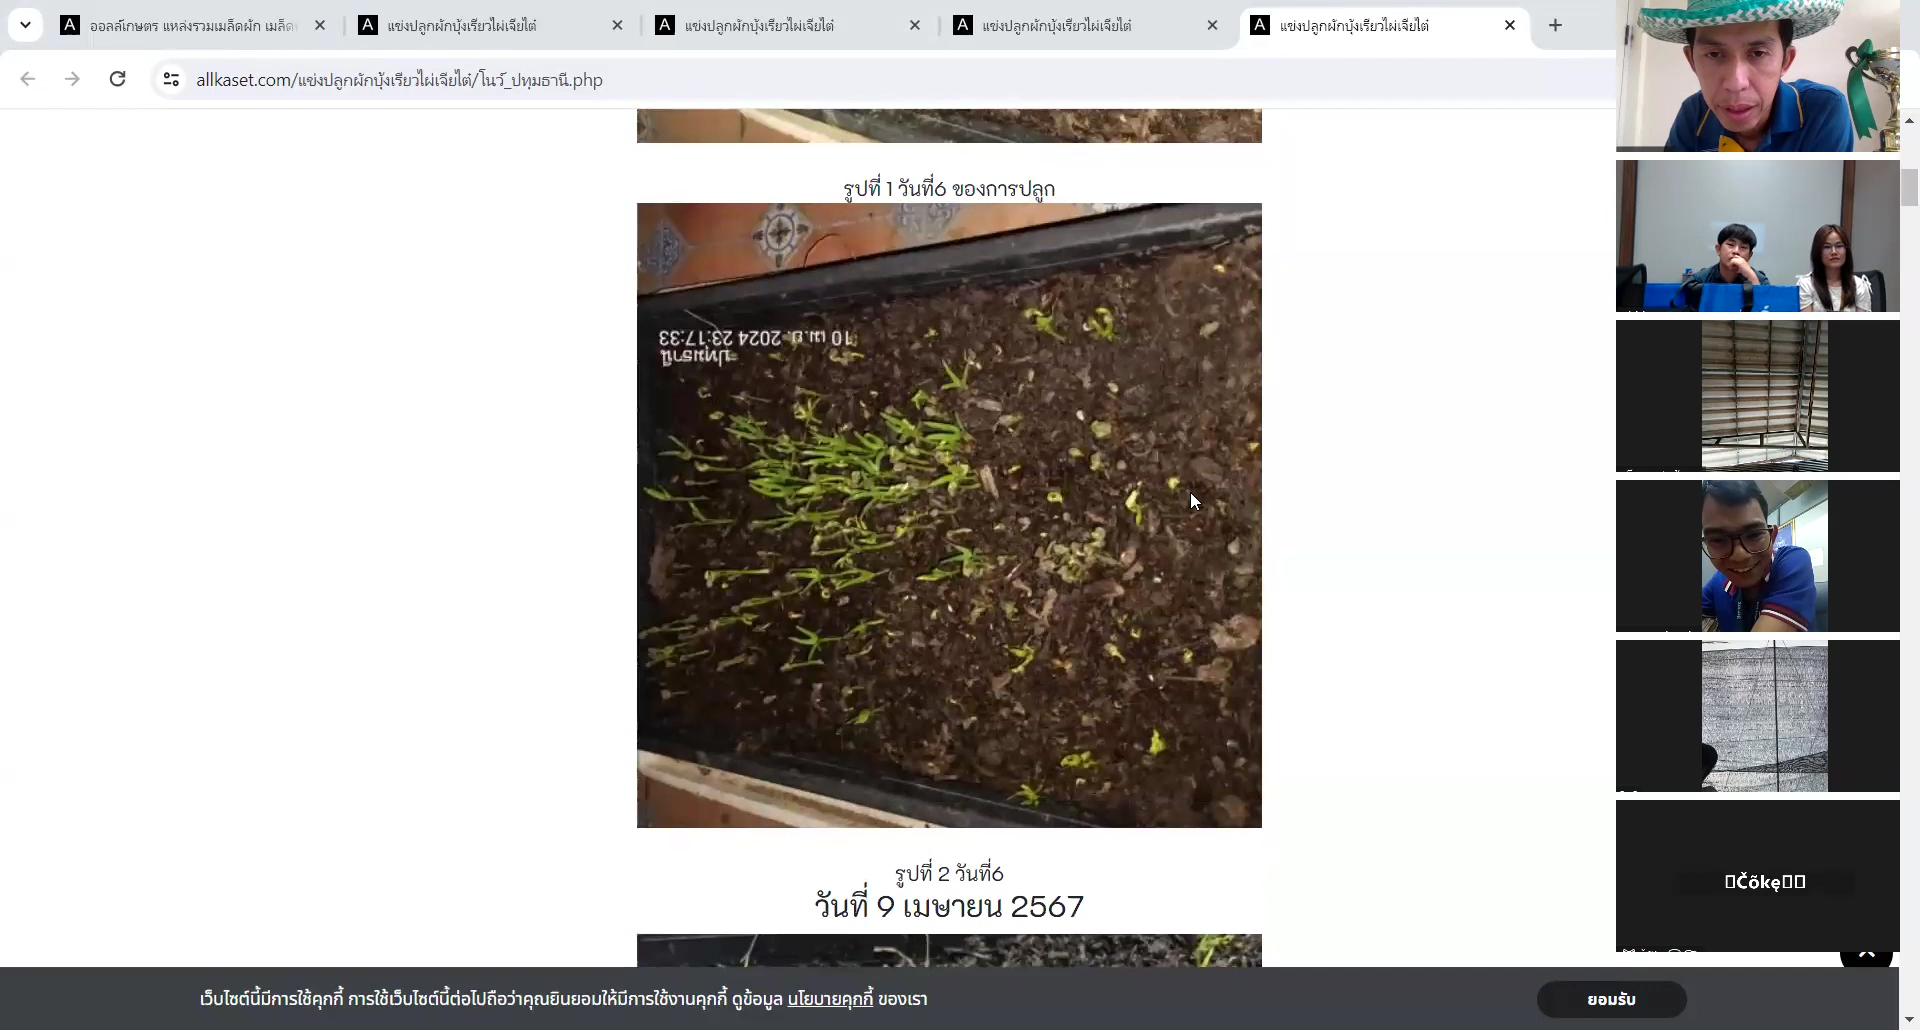 ออลล์เกษตร แหล่งรวมเมล็ดผัก เมล็ด
แข่งปลูกผักบุ้งเรียวไผ่เจียไต๋
แข่งปลูกผักบุ้งเรียวไผ่เจียไต๋
แข่งปลูกผักบุ้งเรียวไผ่เจียไต๋
แข่งปลูกผักบุ้งเรียวไผ่เจียไต๋
allkaset.com/แข่งปลูกผักบุ้งเรียวไผ่เจียไต๋/โนว์_ปทุมธานี.php
รูปที่ 1 วันที่6 ของการปลูก
10 เม.ย. 2024 23:17:33
ปทุมธานี
รูปที่ 2 วันที่6
วันที่ 9 เมษายน 2567
Čõkę
เว็บไซต์นี้มีการใช้คุกกี้ การใช้เว็บไซต์นี้ต่อไปถือว่าคุณยินยอมให้มีการใช้งานคุกกี้ ดูข้อมูล นโยบายคุกกี้ ของเรา
ยอมรับ